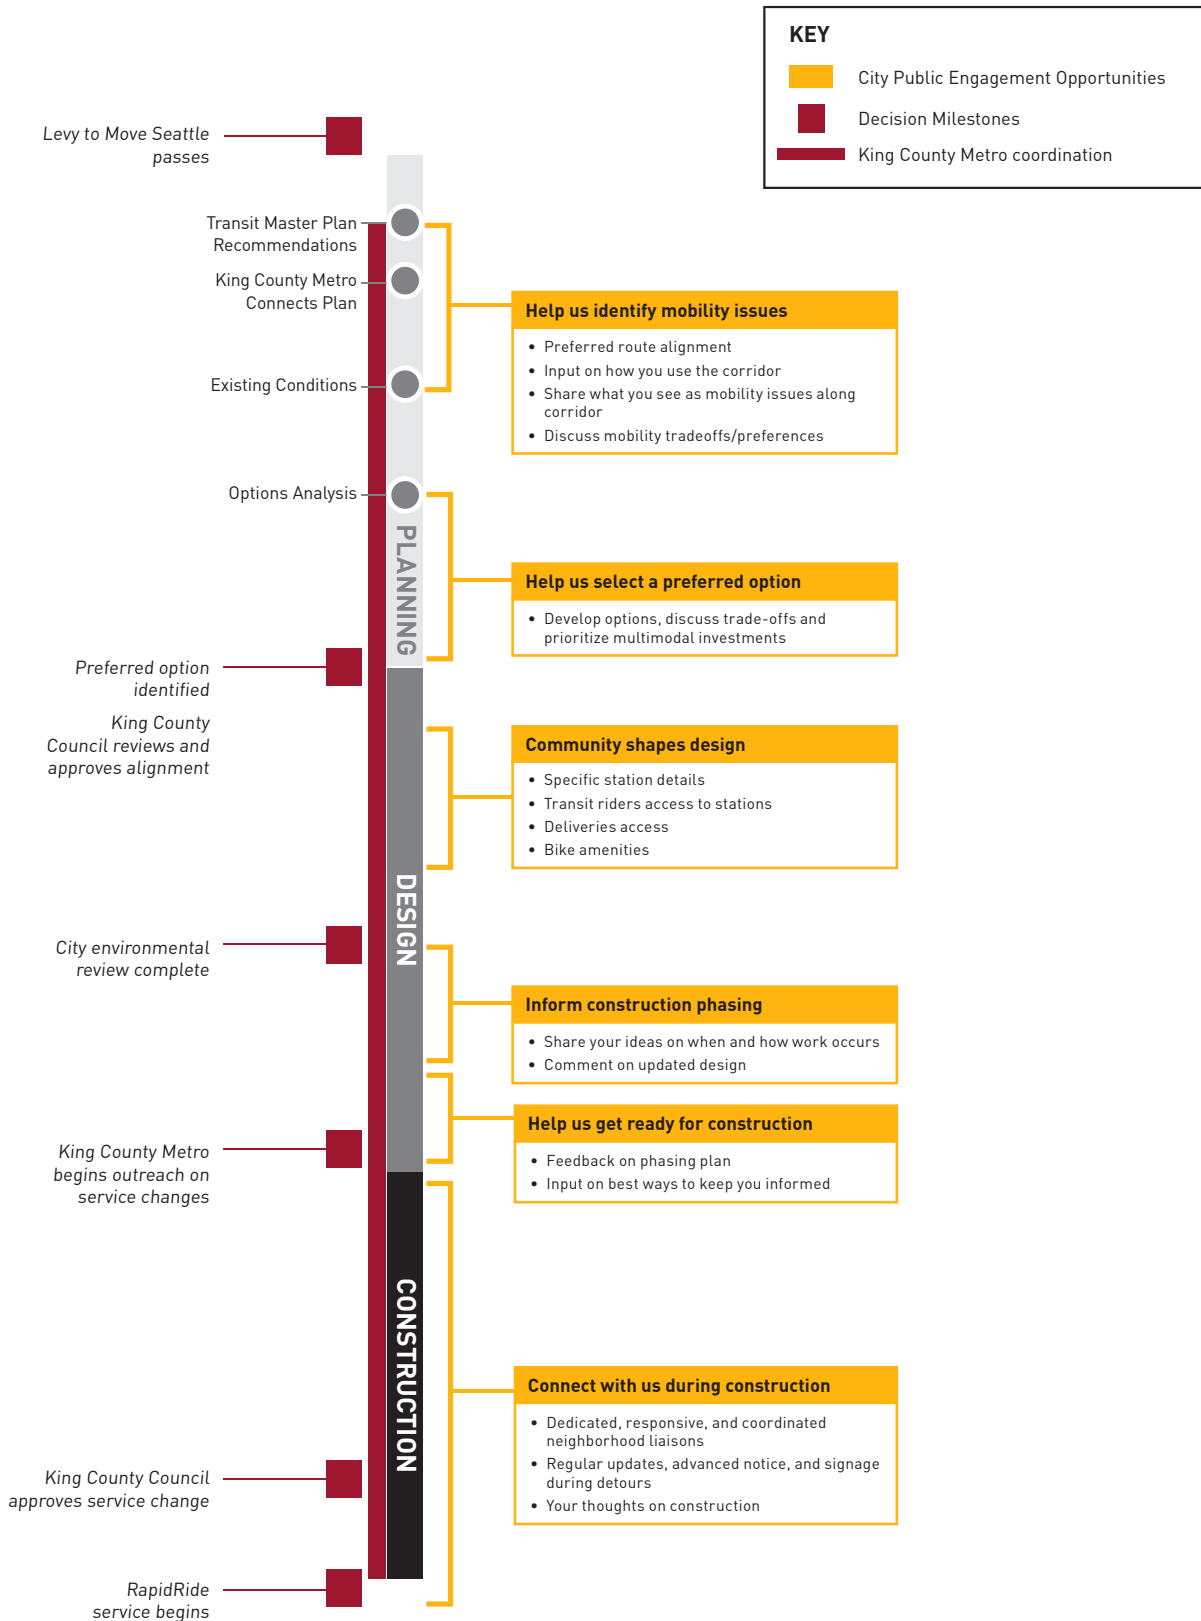 KEY
City Public Engagement Opportunities
Decision Milestones
King County Metro coordination
Levy to Move Seattle
passes
Transit Master Plan
Recommendations
King County Metro
Connects Plan
Help us identify mobility issues
• Preferred route alignment
• Input on how you use the corridor
• Share what you see as mobility issues along
corridor
• Discuss mobility tradeoffs/preferences
Existing Conditions
Options Analysis
PLANNING
Help us select a preferred option
• Develop options, discuss trade-offs and
prioritize multimodal investments
Preferred option
identified
King County
Council reviews and
approves alignment
Community shapes design
• Specific station details
• Transit riders access to stations
• Deliveries access
• Bike amenities
DESIGN
City environmental
review complete
Inform construction phasing
• Share your ideas on when and how work occurs
• Comment on updated design
Help us get ready for construction
• Feedback on phasing plan
• Input on best ways to keep you informed
King County Metro
begins outreach on
service changes
CONSTRUCTION
Connect with us during construction
• Dedicated, responsive, and coordinated
neighborhood liaisons
• Regular updates, advanced notice, and signage
during detours
• Your thoughts on construction
King County Council
approves service change
RapidRide
service begins